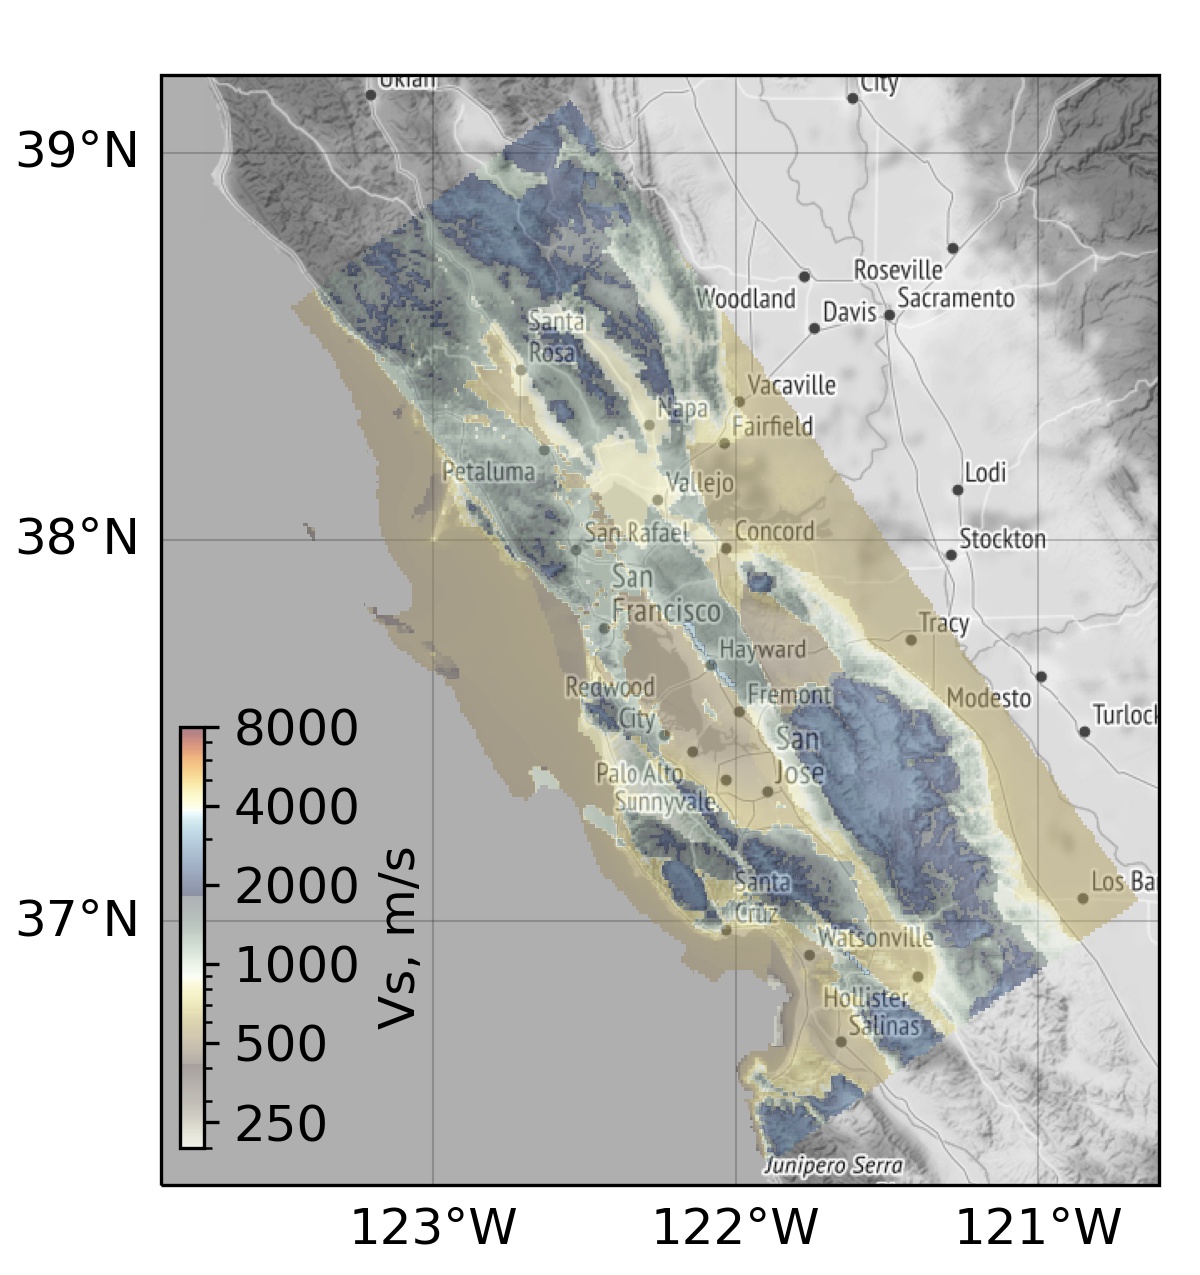 Ukiah
City
39°N
Roseville
Woodland
Sacramento
Davis
Santa
Rosa
Vacaville
Napa
Fairfield
Petaluma
Vallejo
Lodi
38°N
San Rafael
Concord
Stockton
San
Francisco
Tracy
Hayward
Redwood
City
Fremont
Modesto
Turlock
San
Jose
Palo Alto
Sunnyvale
8000
4000
2000
1000
500
250
Vs, m/s
Santa
Cruz
Los Ba
37°N
Watsonville
Hollister
Salinas
Junipero Serra
123°W
122°W
121°W